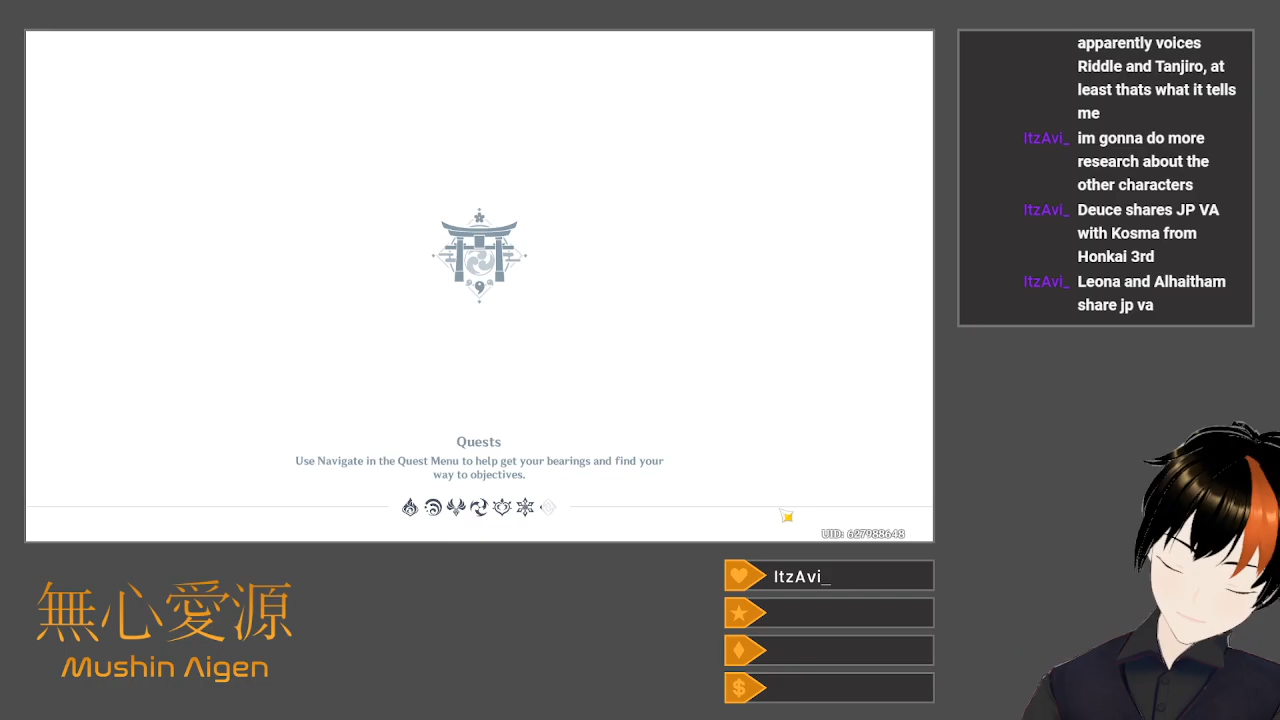 apparently voices
Riddle and Tanjiro, at
least thats what it tells
me
ItzAvi_ im gonna do more
research about the
other characters
ItzAvi_ Deuce shares JP VA
with Kosma from
Honkai 3rd
ItzAvi_ Leona and Alhaitham
share jp va
Quests
Use Navigate in the Quest Menu to help get your bearings and find your
way to objectives.
UID: 627988648
ItzAvi_
無心愛源
Mushin Aigen